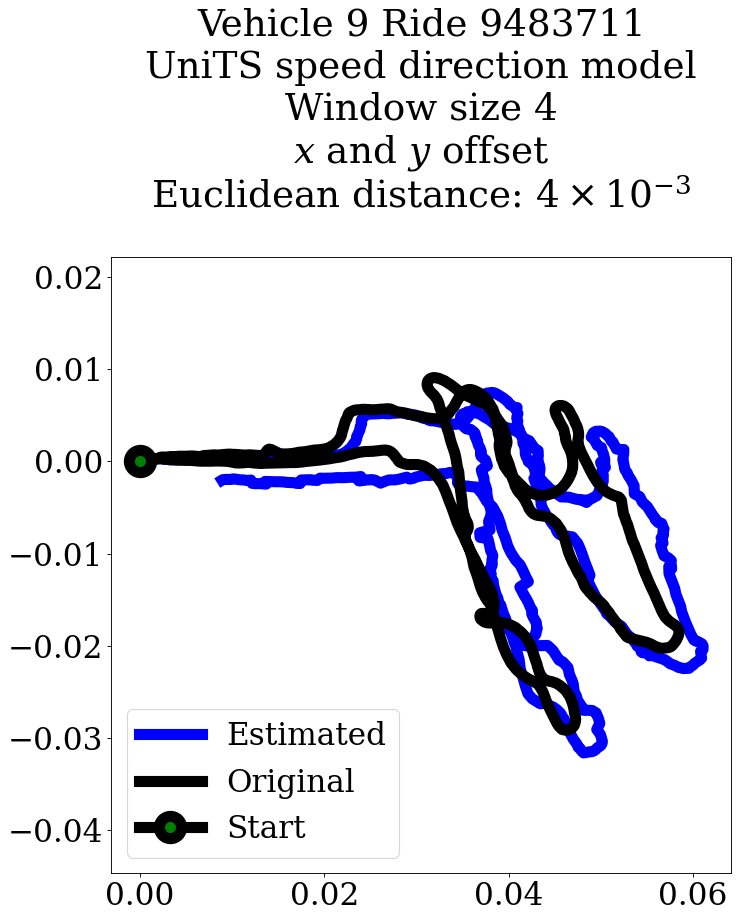 Vehicle 9 Ride 9483711
UniTS speed direction model
Window size 4
x and y offset
Euclidean distance: 4 × 10⁻³
0.02
0.01
0.00
−0.01
−0.02
−0.03
−0.04
Estimated
Original
Start
0.00 0.02 0.04 0.06